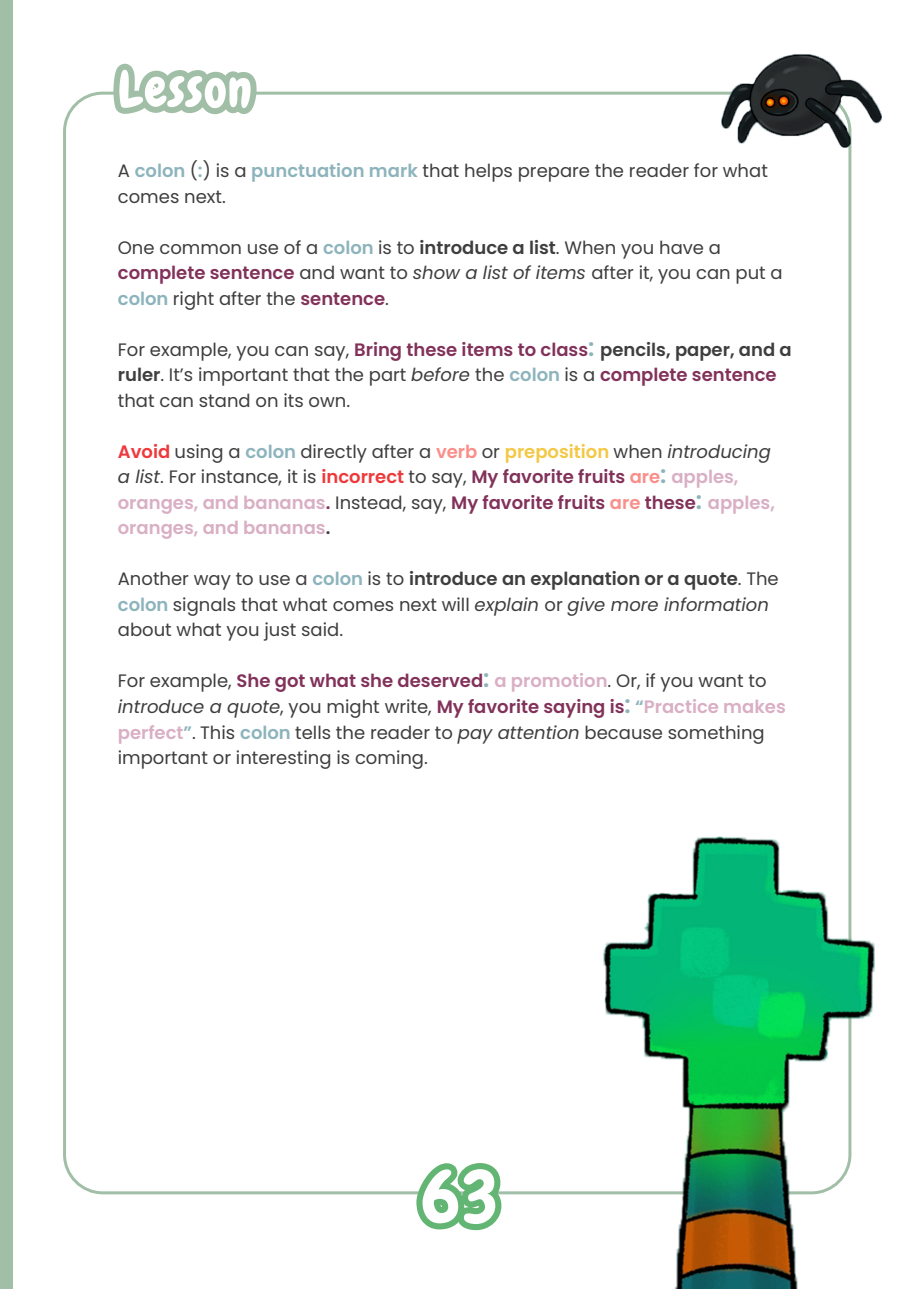 Lesson
A colon (:) is a punctuation mark that helps prepare the reader for what
comes next.
One common use of a colon is to introduce a list. When you have a
complete sentence and want to show a list of items after it, you can put a
colon right after the sentence.
For example, you can say, Bring these items to class: pencils, paper, and a
ruler. It’s important that the part before the colon is a complete sentence
that can stand on its own.
Avoid using a colon directly after a verb or preposition when introducing
a list. For instance, it is incorrect to say, My favorite fruits are: apples,
oranges, and bananas. Instead, say, My favorite fruits are these: apples,
oranges, and bananas.
Another way to use a colon is to introduce an explanation or a quote. The
colon signals that what comes next will explain or give more information
about what you just said.
For example, She got what she deserved: a promotion. Or, if you want to
introduce a quote, you might write, My favorite saying is: “Practice makes
perfect”. This colon tells the reader to pay attention because something
important or interesting is coming.
63